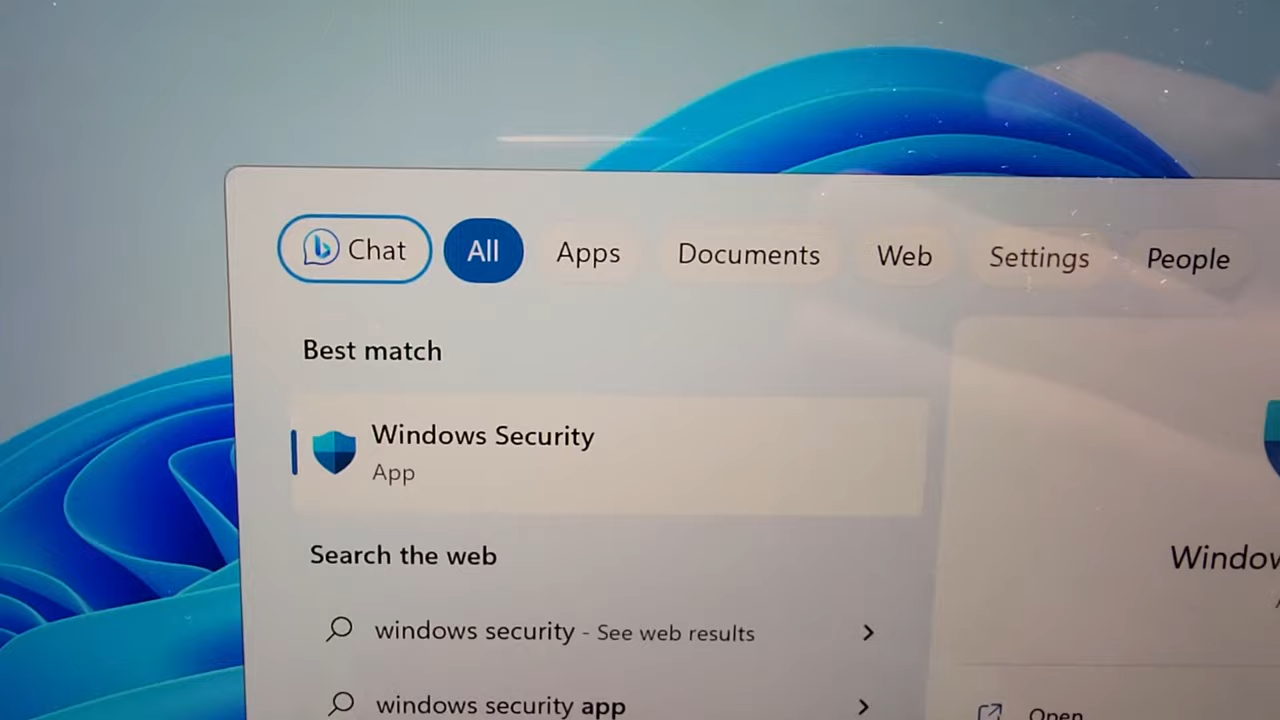 Chat All Apps Documents Web Settings People
Best match
Windows Security
App
Search the web
windows security - See web results
windows security app
Open